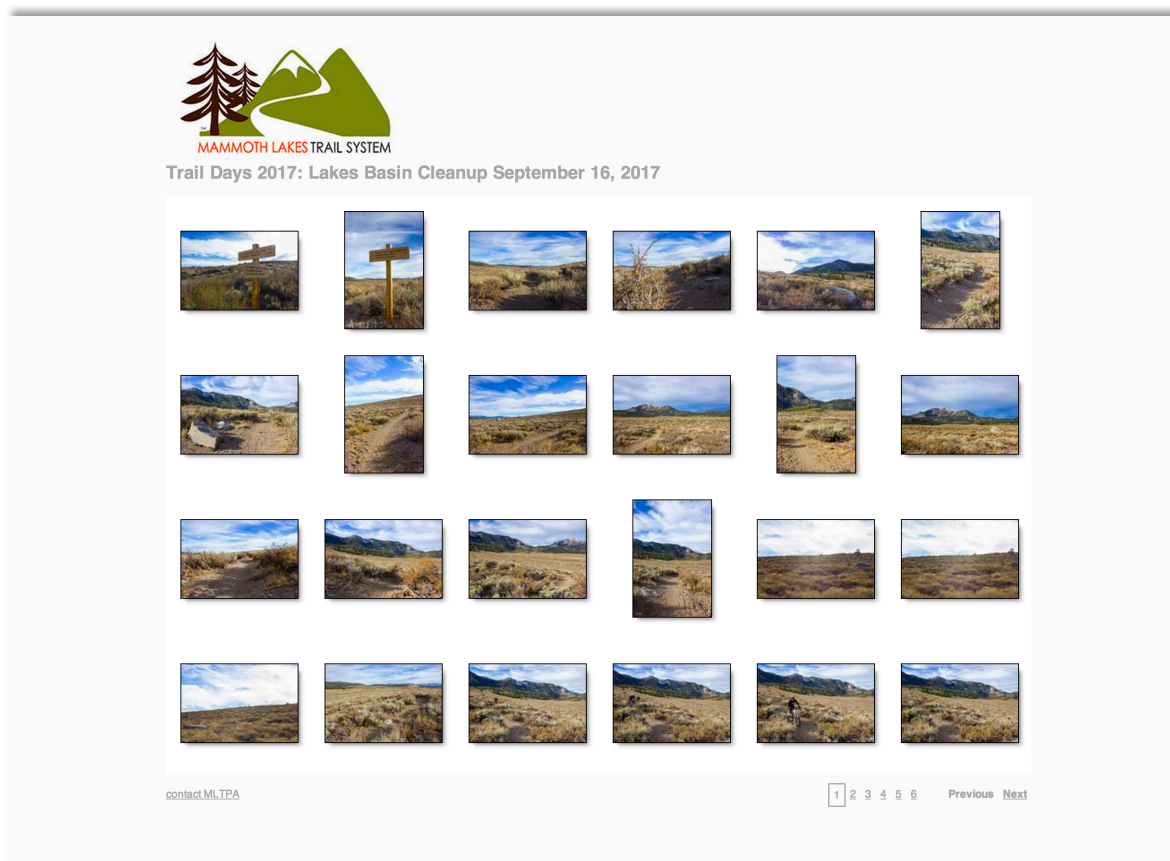 TM
MAMMOTH LAKES TRAIL SYSTEM
Trail Days 2017: Lakes Basin Cleanup September 16, 2017
contact MLTPA
1 2 3 4 5 6 Previous Next